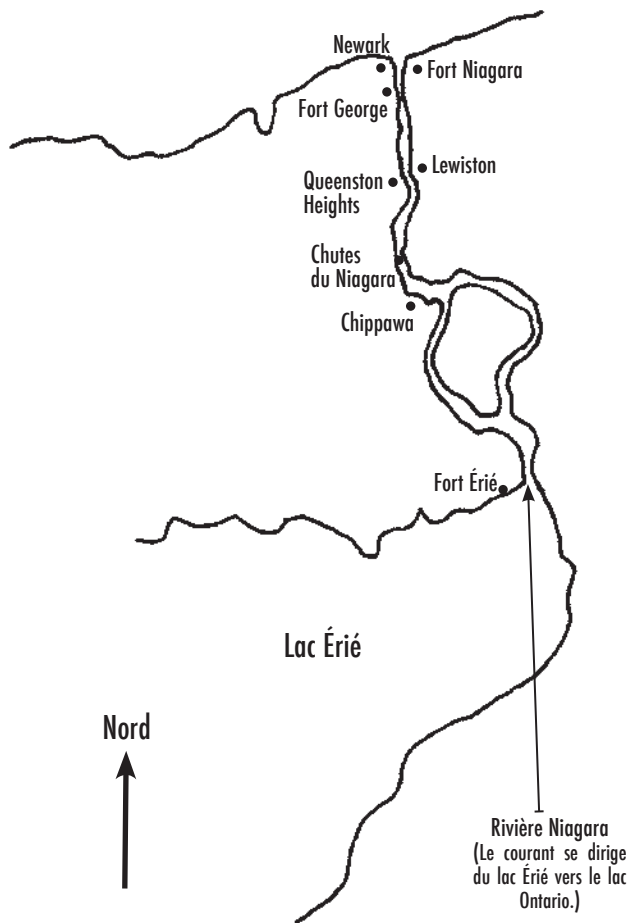 Newark
Fort Niagara
Fort George
Lewiston
Queenston
Heights
Chutes
du Niagara
Chippawa
Fort Érié
Lac Érié
Nord
Rivière Niagara
(Le courant se dirige
du lac Érié vers le lac
Ontario.)